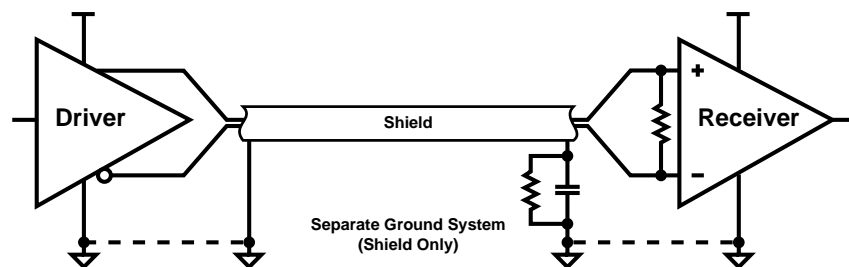 Driver
Shield
Receiver
+
−
Separate Ground System
(Shield Only)